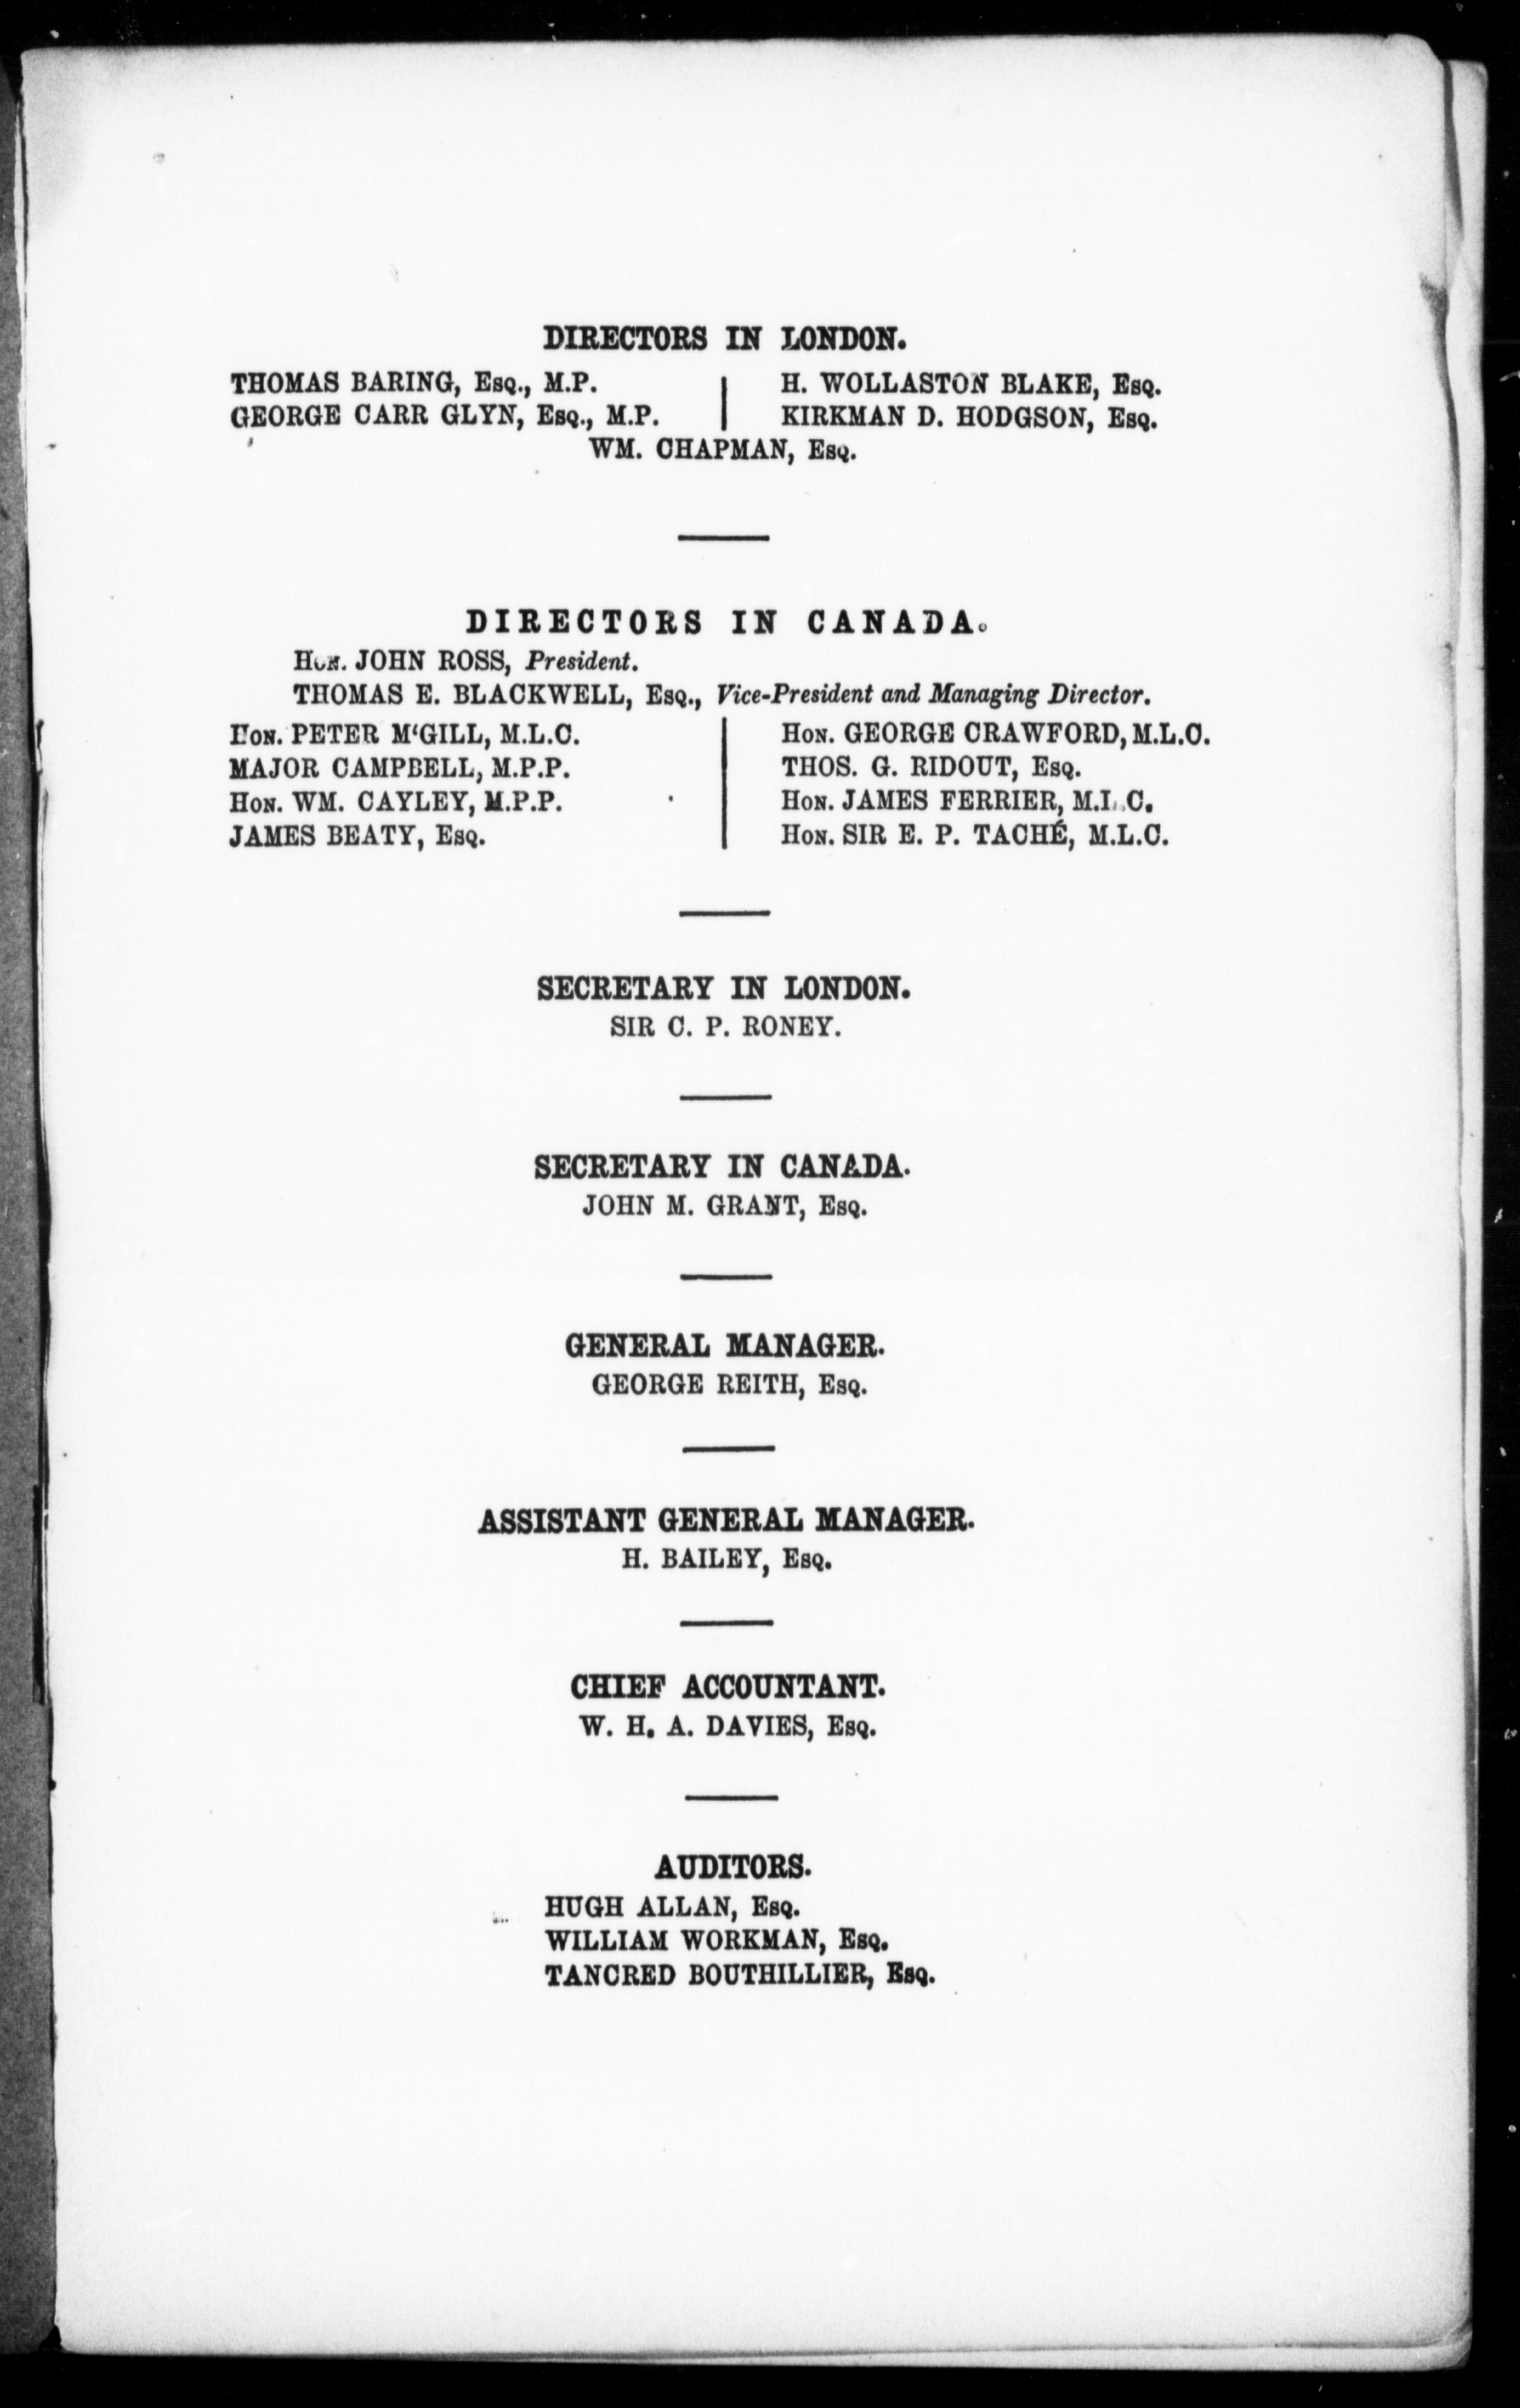 DIRECTORS IN LONDON.
THOMAS BARING, Esq., M.P.
GEORGE CARR GLYN, Esq., M.P.
H. WOLLASTON BLAKE, Esq.
KIRKMAN D. HODGSON, Esq.
WM. CHAPMAN, Esq.
DIRECTORS IN CANADA.
Hon. JOHN ROSS, President.
THOMAS E. BLACKWELL, Esq., Vice-President and Managing Director.
Hon. PETER M‘GILL, M.L.C.
MAJOR CAMPBELL, M.P.P.
Hon. WM. CAYLEY, M.P.P.
JAMES BEATY, Esq.
Hon. GEORGE CRAWFORD, M.L.C.
THOS. G. RIDOUT, Esq.
Hon. JAMES FERRIER, M.L.C.
Hon. SIR E. P. TACHÉ, M.L.C.
SECRETARY IN LONDON.
SIR C. P. RONEY.
SECRETARY IN CANADA.
JOHN M. GRANT, Esq.
GENERAL MANAGER.
GEORGE REITH, Esq.
ASSISTANT GENERAL MANAGER.
H. BAILEY, Esq.
CHIEF ACCOUNTANT.
W. H. A. DAVIES, Esq.
AUDITORS.
HUGH ALLAN, Esq.
WILLIAM WORKMAN, Esq.
TANCRED BOUTHILLIER, Esq.